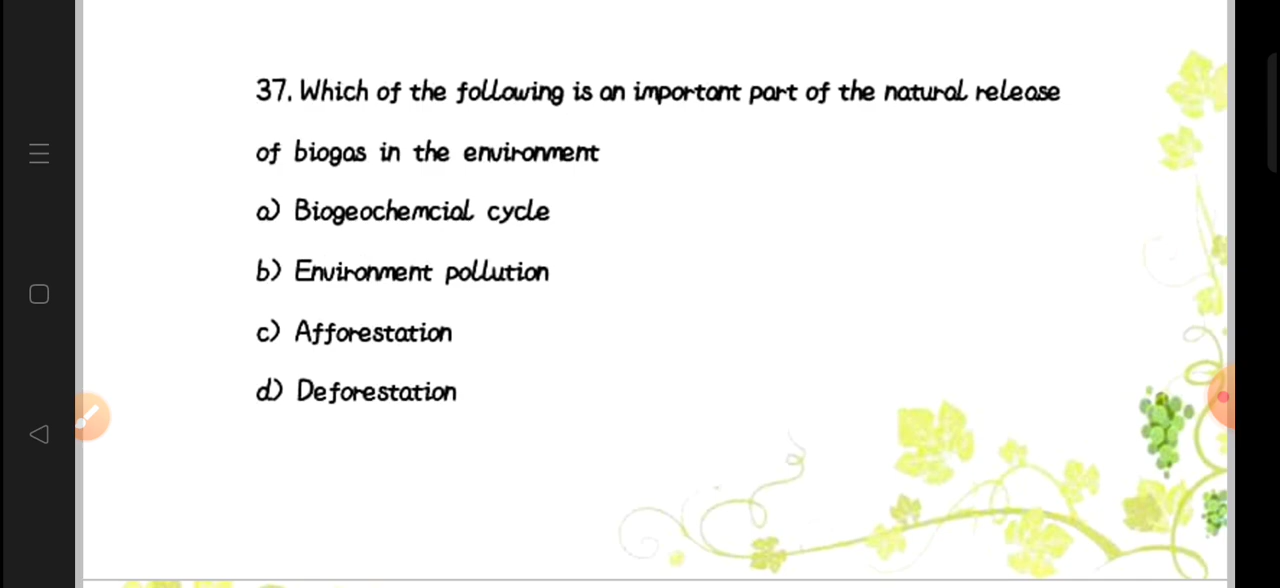 37. Which of the following is an important part of the natural release
of biogas in the environment
a) Biogeochemcial cycle
b) Environment pollution
c) Afforestation
d) Deforestation